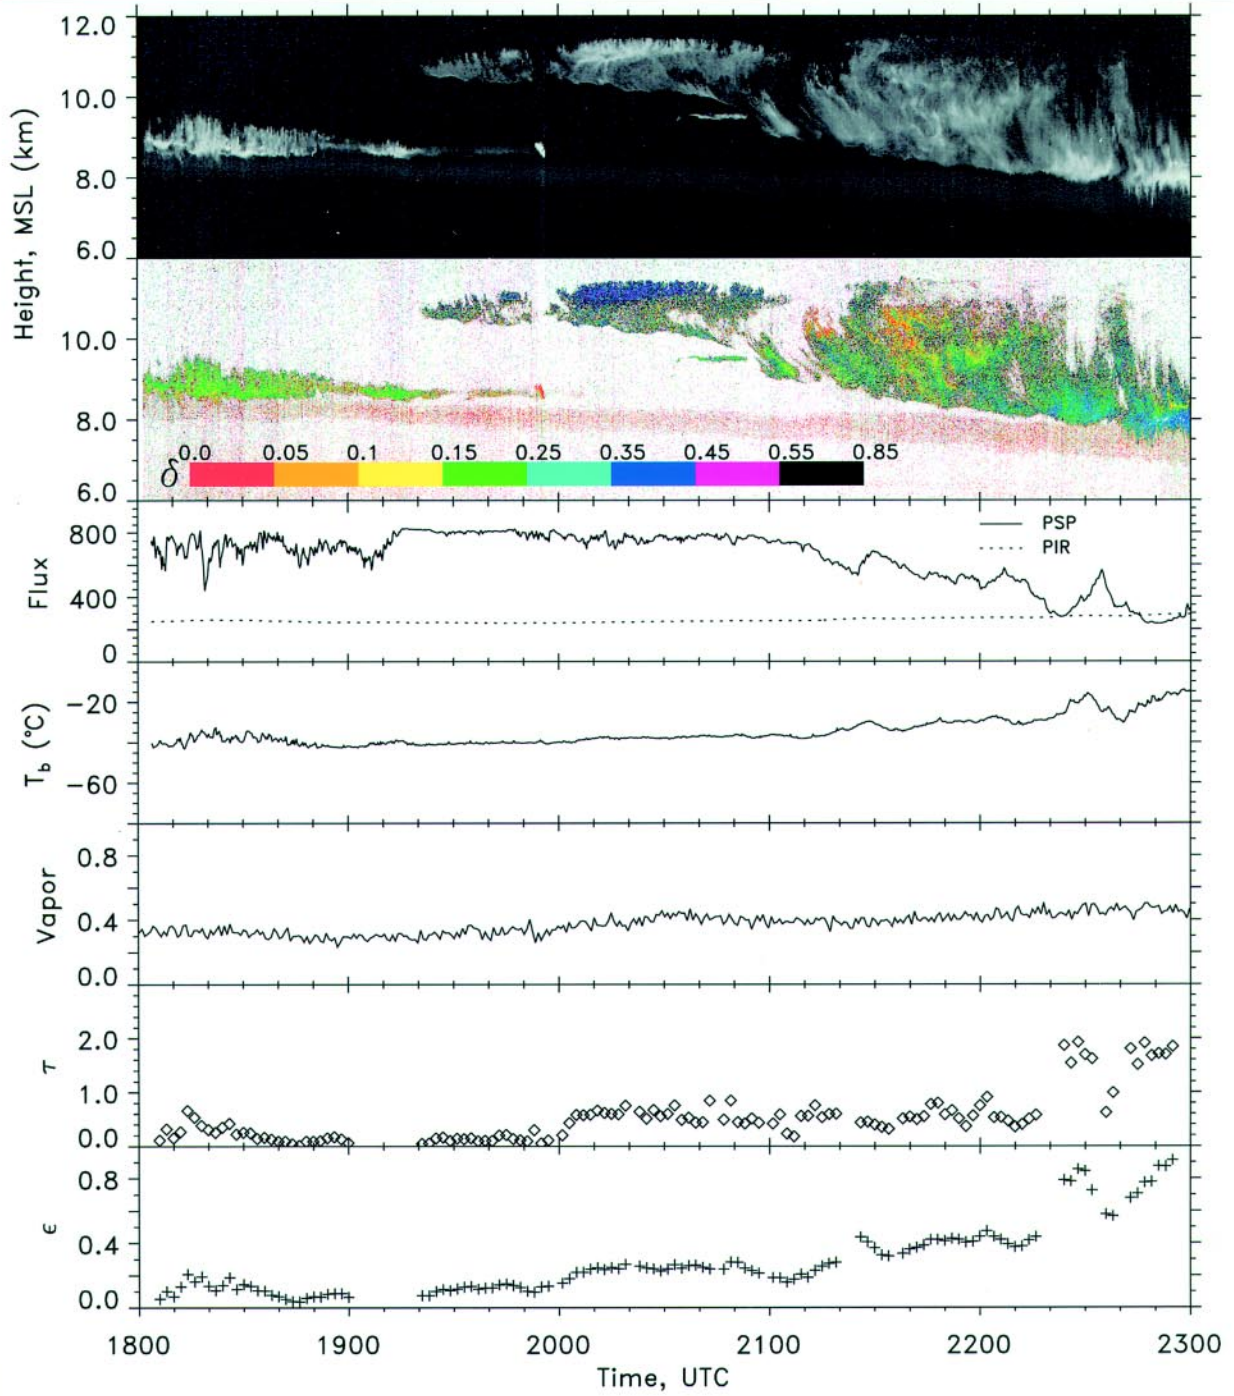 12.0
10.0
8.0
6.0
Height, MSL (km)
10.0
8.0
6.0
δ 0.0 0.05 0.1 0.15 0.25 0.35 0.45 0.55 0.85
800
400
0
Flux
PSP
PIR
−20
−60
T_b (°C)
0.8
0.4
0.0
Vapor
2.0
1.0
0.0
τ
0.8
0.4
0.0
ϵ
1800 1900 2000 2100 2200 2300
Time, UTC